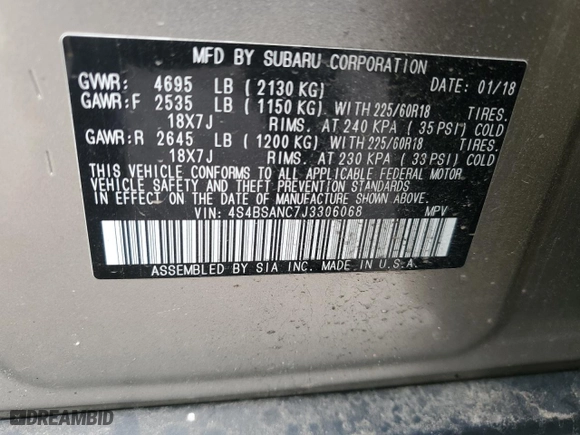 MFD BY SUBARU CORPORATION
GVWR: 4695 LB (2130 KG) DATE: 01/18
GAWR:F 2535 LB (1150 KG) WITH 225/60R18 TIRES.
18X7J RIMS. AT 240 KPA (35 PSI) COLD
GAWR:R 2645 LB (1200 KG) WITH 225/60R18 TIRES.
18X7J RIMS. AT 230 KPA (33 PSI) COLD
THIS VEHICLE CONFORMS TO ALL APPLICABLE FEDERAL MOTOR
VEHICLE SAFETY AND THEFT PREVENTION STANDARDS
IN EFFECT ON THE DATE OF MANUFACTURE SHOWN ABOVE.
VIN: 4S4BSANC7J3306068 MPV
ASSEMBLED BY SIA INC. MADE IN U.S.A.
DREAMBID